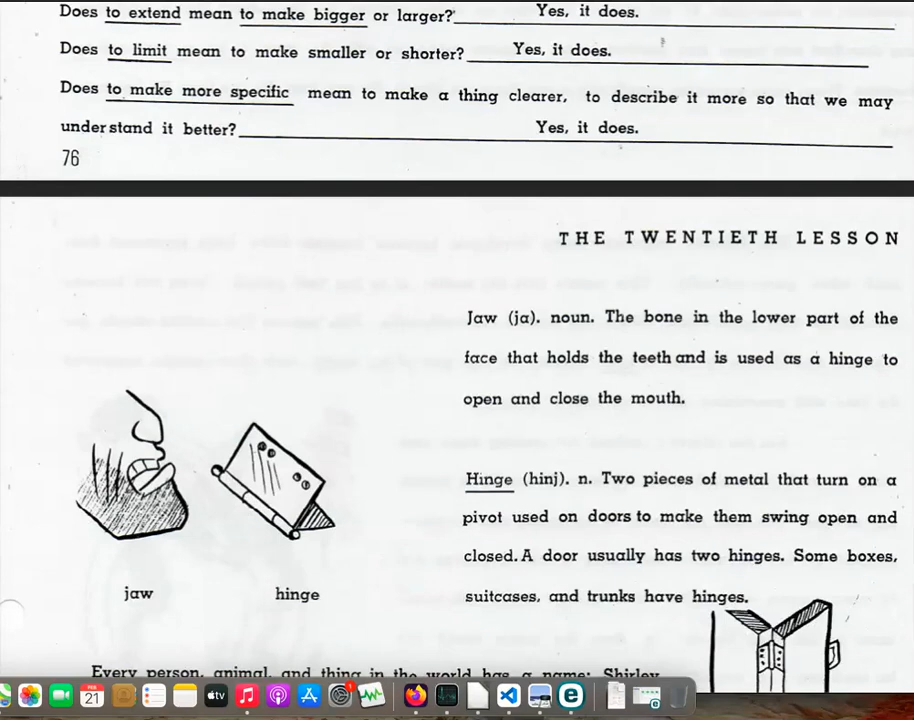 Does to extend mean to make bigger or larger? Yes, it does.
Does to limit mean to make smaller or shorter? Yes, it does.
Does to make more specific mean to make a thing clearer, to describe it more so that we may
understand it better? Yes, it does.
76
THE TWENTIETH LESSON
Jaw (ja). noun. The bone in the lower part of the
face that holds the teeth and is used as a hinge to
open and close the mouth.
Hinge (hinj). n. Two pieces of metal that turn on a
pivot used on doors to make them swing open and
closed. A door usually has two hinges. Some boxes,
suitcases, and trunks have hinges.
jaw hinge
Every person, animal, and thing in the world has a name: Shirley
FEB
21
tv